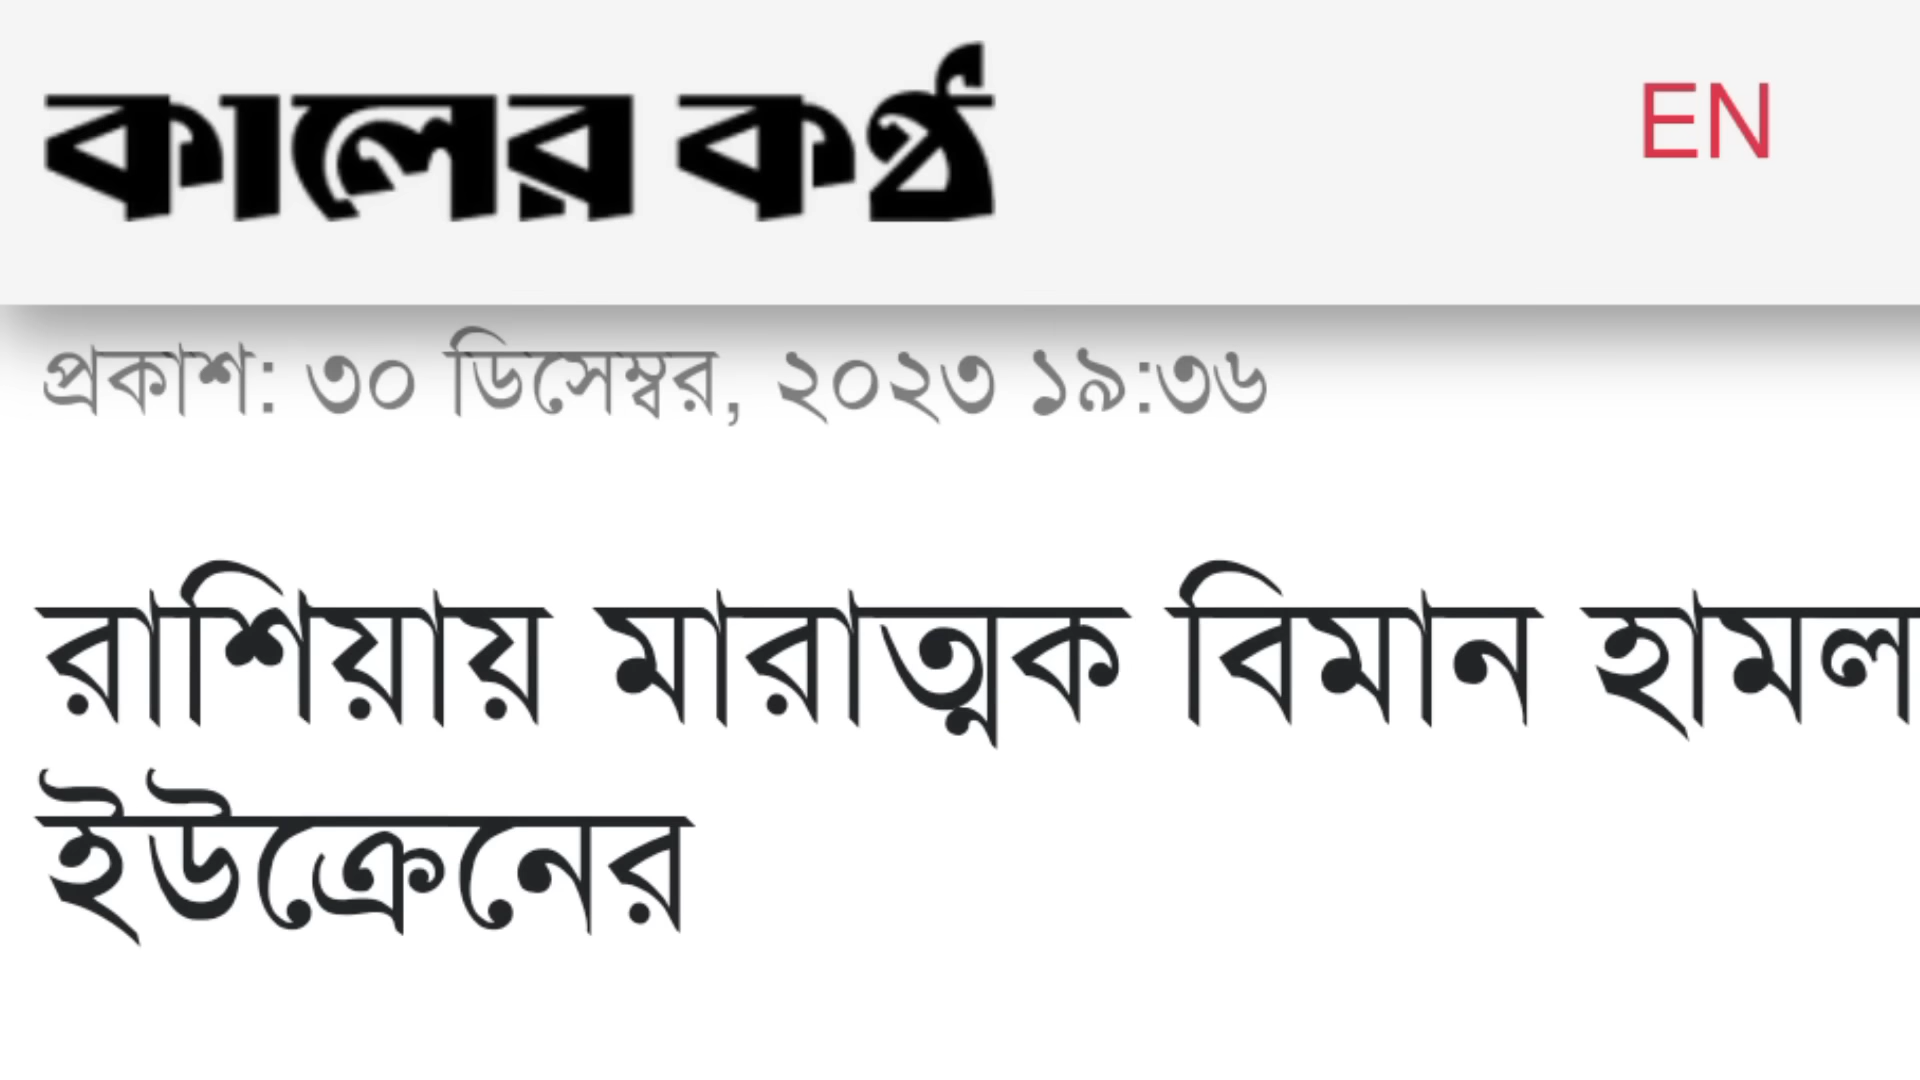 কালের কণ্ঠ
EN
প্রকাশ: ৩০ ডিসেম্বর, ২০২৩ ১৯:৩৬
রাশিয়ায় মারাত্মক বিমান হামল
ইউক্রেনের